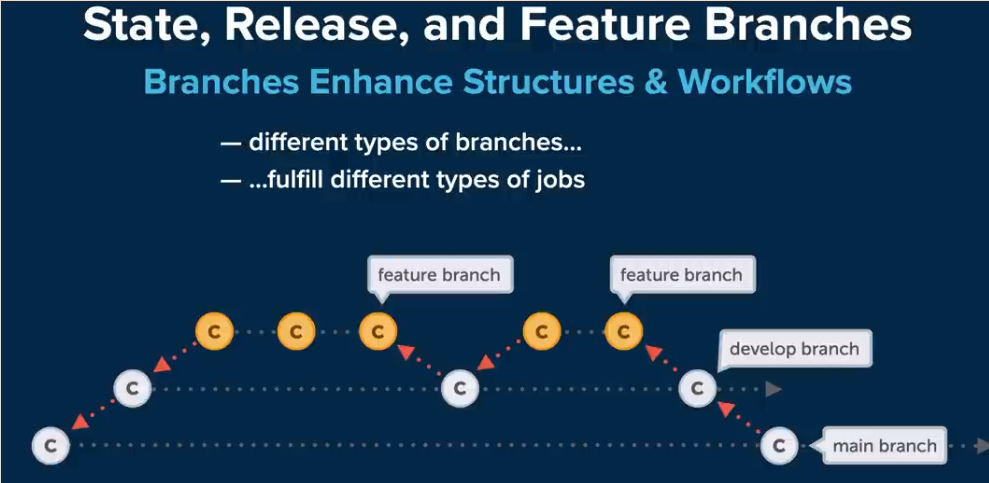 State, Release, and Feature Branches
Branches Enhance Structures & Workflows
— different types of branches...
— ...fulfill different types of jobs
feature branch
feature branch
C C C C C
develop branch
C C C
C C
main branch